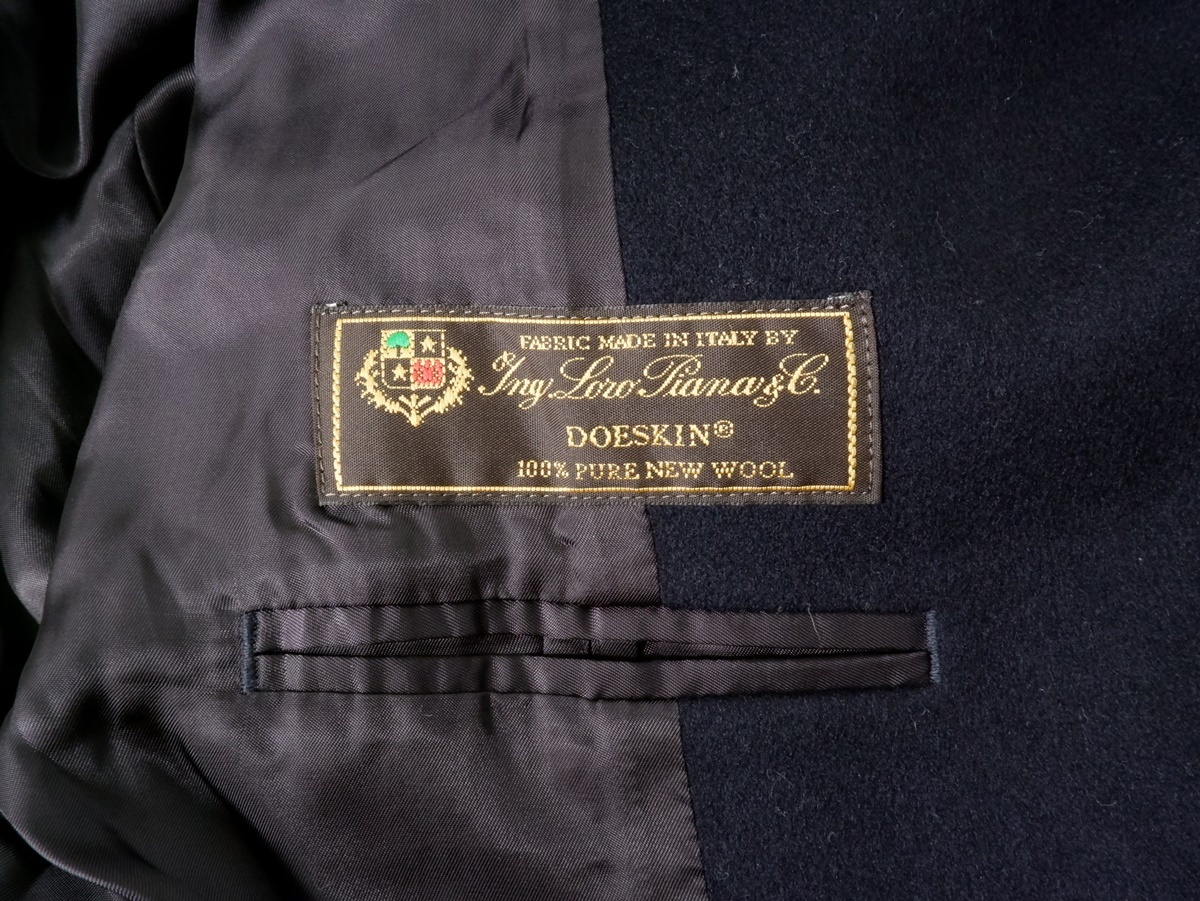 FABRIC MADE IN ITALY BY
Ing. Loro Piana & C.
DOESKIN®
100% PURE NEW WOOL